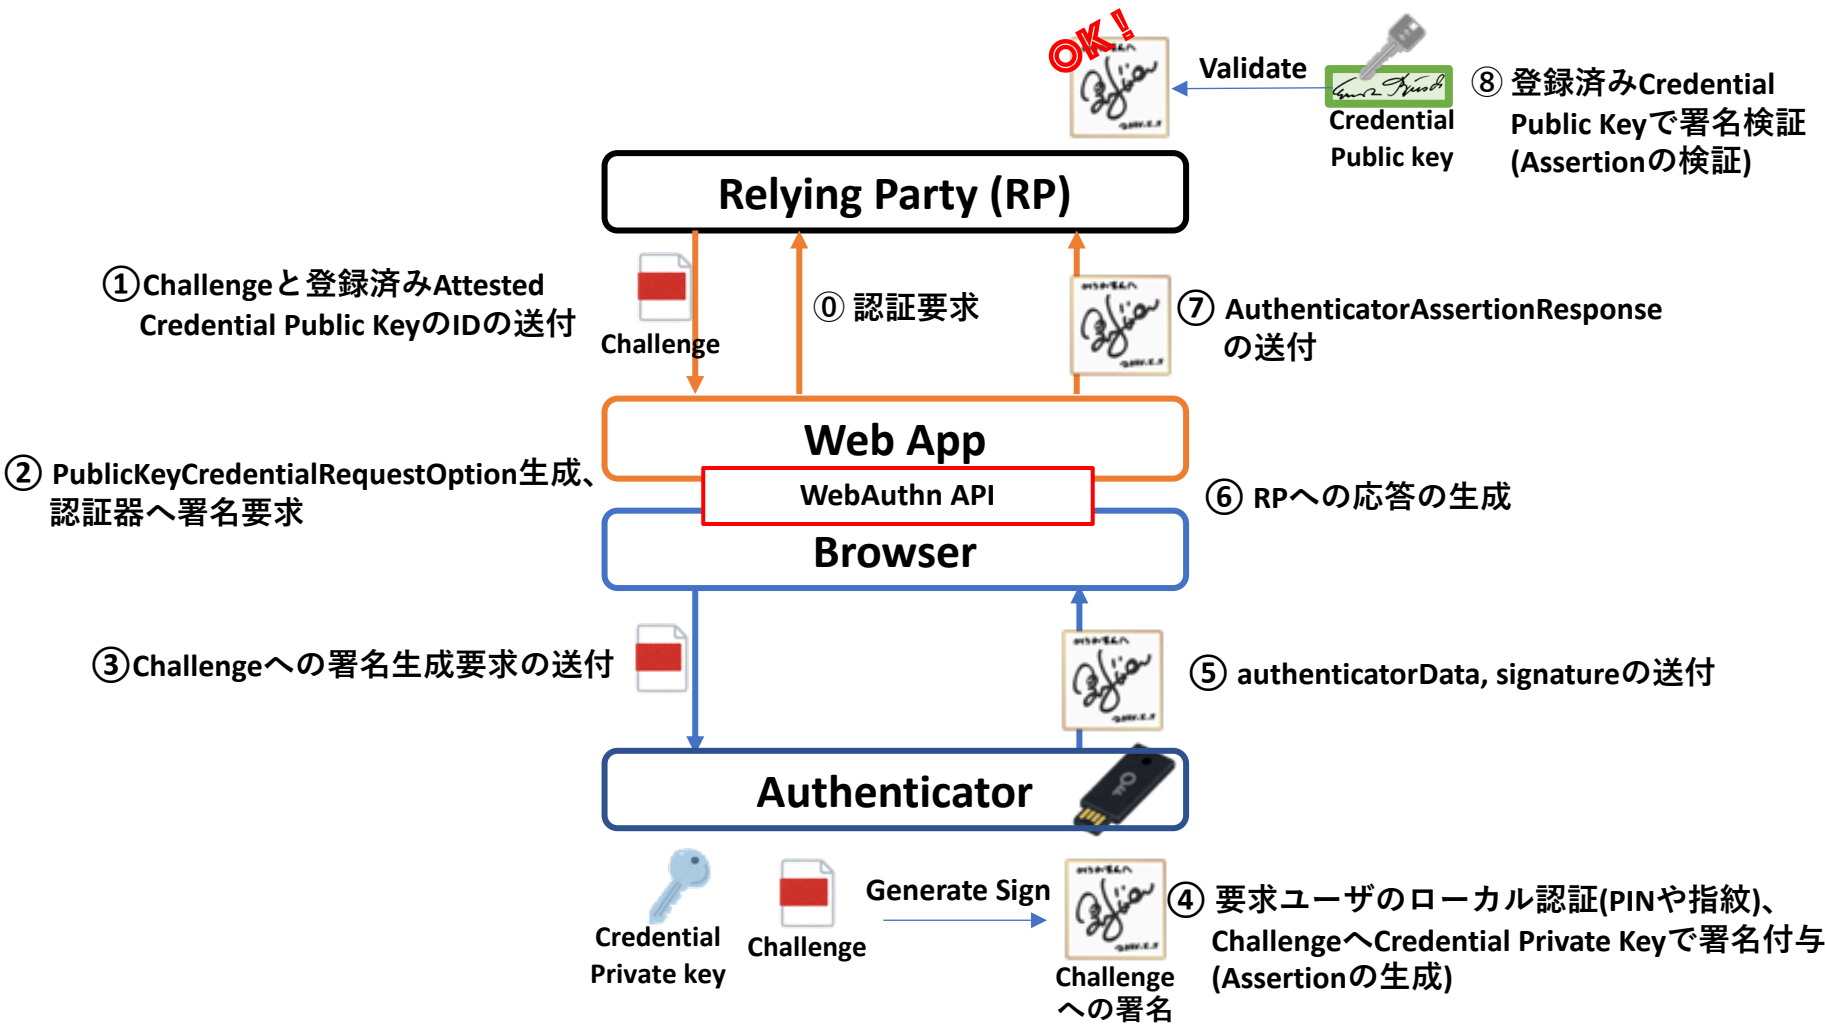 OK!
Validate
Credential
Public key
⑧ 登録済みCredential
Public Keyで署名検証
(Assertionの検証)
Relying Party (RP)
①Challengeと登録済みAttested
Credential Public KeyのIDの送付
Challenge
⓪ 認証要求
⑦ AuthenticatorAssertionResponse
の送付
Web App
② PublicKeyCredentialRequestOption生成、
認証器へ署名要求
WebAuthn API
⑥ RPへの応答の生成
Browser
③Challengeへの署名生成要求の送付
⑤ authenticatorData, signatureの送付
Authenticator
Credential
Private key
Challenge
Generate Sign
Challenge
への署名
④ 要求ユーザのローカル認証(PINや指紋)、
ChallengeへCredential Private Keyで署名付与
(Assertionの生成)